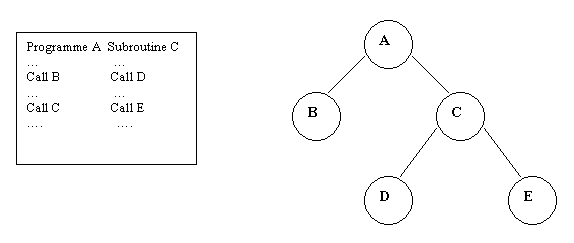 Programme A Subroutine C
... ...
Call B Call D
... ...
Call C Call E
.... ....
A
B C
D E